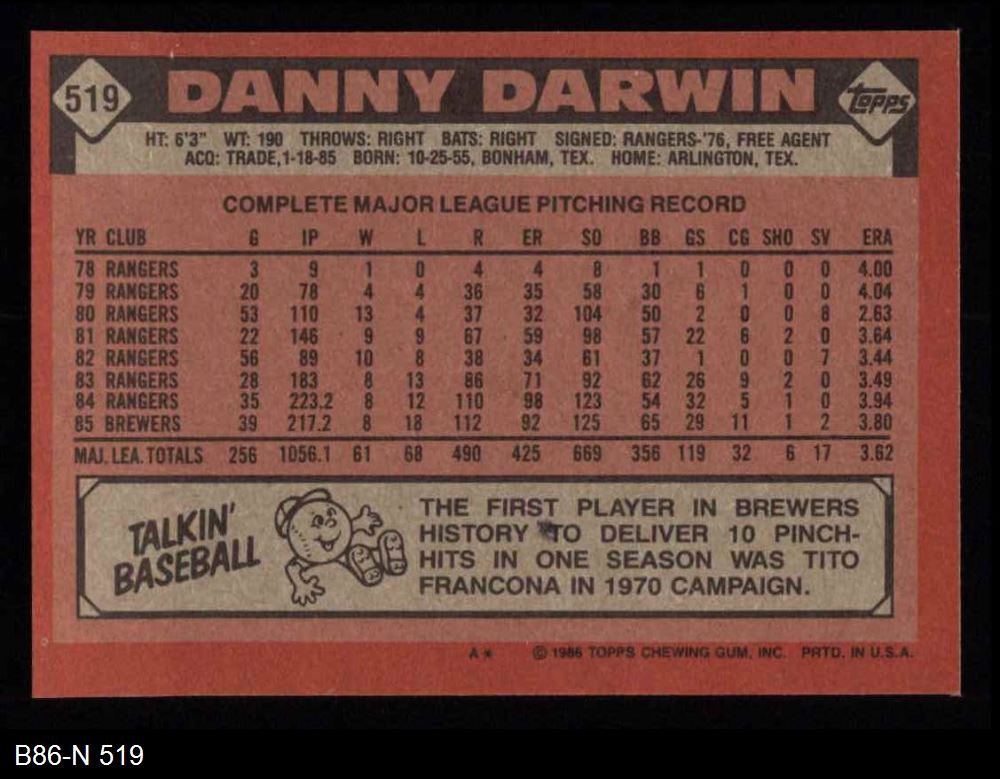 519 DANNY DARWIN Topps
HT: 6'3" WT: 190 THROWS: RIGHT BATS: RIGHT SIGNED: RANGERS-'76, FREE AGENT
ACQ: TRADE,1-18-85 BORN: 10-25-55, BONHAM, TEX. HOME: ARLINGTON, TEX.
COMPLETE MAJOR LEAGUE PITCHING RECORD
YR CLUB G IP W L R ER SO BB GS CG SHO SV ERA
78 RANGERS 3 9 1 0 4 4 8 1 1 0 0 0 4.00
79 RANGERS 20 78 4 4 36 35 58 30 6 1 0 0 4.04
80 RANGERS 53 110 13 4 37 32 104 50 2 0 0 8 2.63
81 RANGERS 22 146 9 9 67 59 98 57 22 6 2 0 3.64
82 RANGERS 56 89 10 8 38 34 61 37 1 0 0 7 3.44
83 RANGERS 28 183 8 13 86 71 92 62 26 9 2 0 3.49
84 RANGERS 35 223.2 8 12 110 98 123 54 32 5 1 0 3.94
85 BREWERS 39 217.2 8 18 112 92 125 65 29 11 1 2 3.80
MAJ. LEA. TOTALS 256 1056.1 61 68 490 425 669 356 119 32 6 17 3.62
TALKIN'
BASEBALL
THE FIRST PLAYER IN BREWERS
HISTORY TO DELIVER 10 PINCH-
HITS IN ONE SEASON WAS TITO
FRANCONA IN 1970 CAMPAIGN.
A* © 1986 TOPPS CHEWING GUM, INC. PRTD. IN U.S.A.
B86-N 519